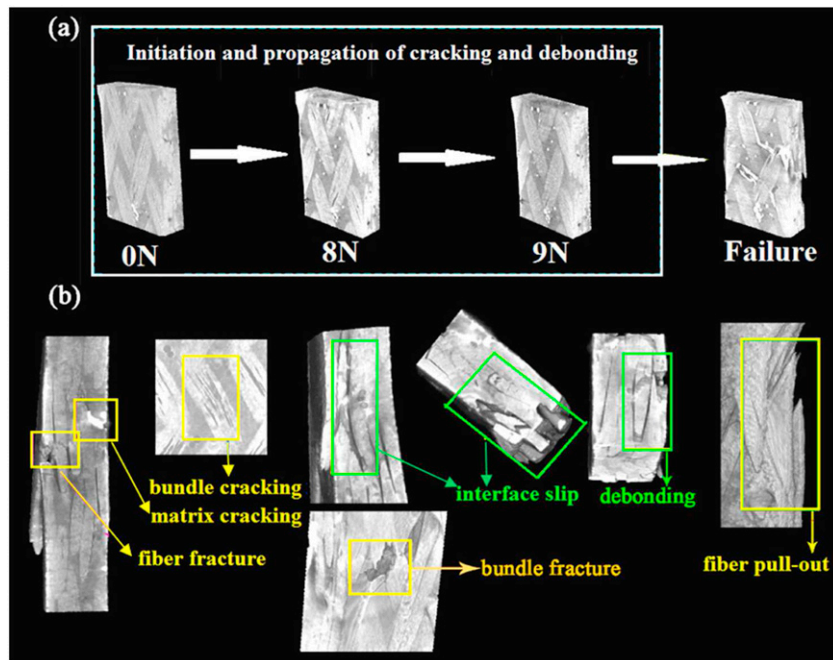 (a)
Initiation and propagation of cracking and debonding
0N
8N
9N
Failure
(b)
bundle cracking
matrix cracking
fiber fracture
interface slip
debonding
bundle fracture
fiber pull-out